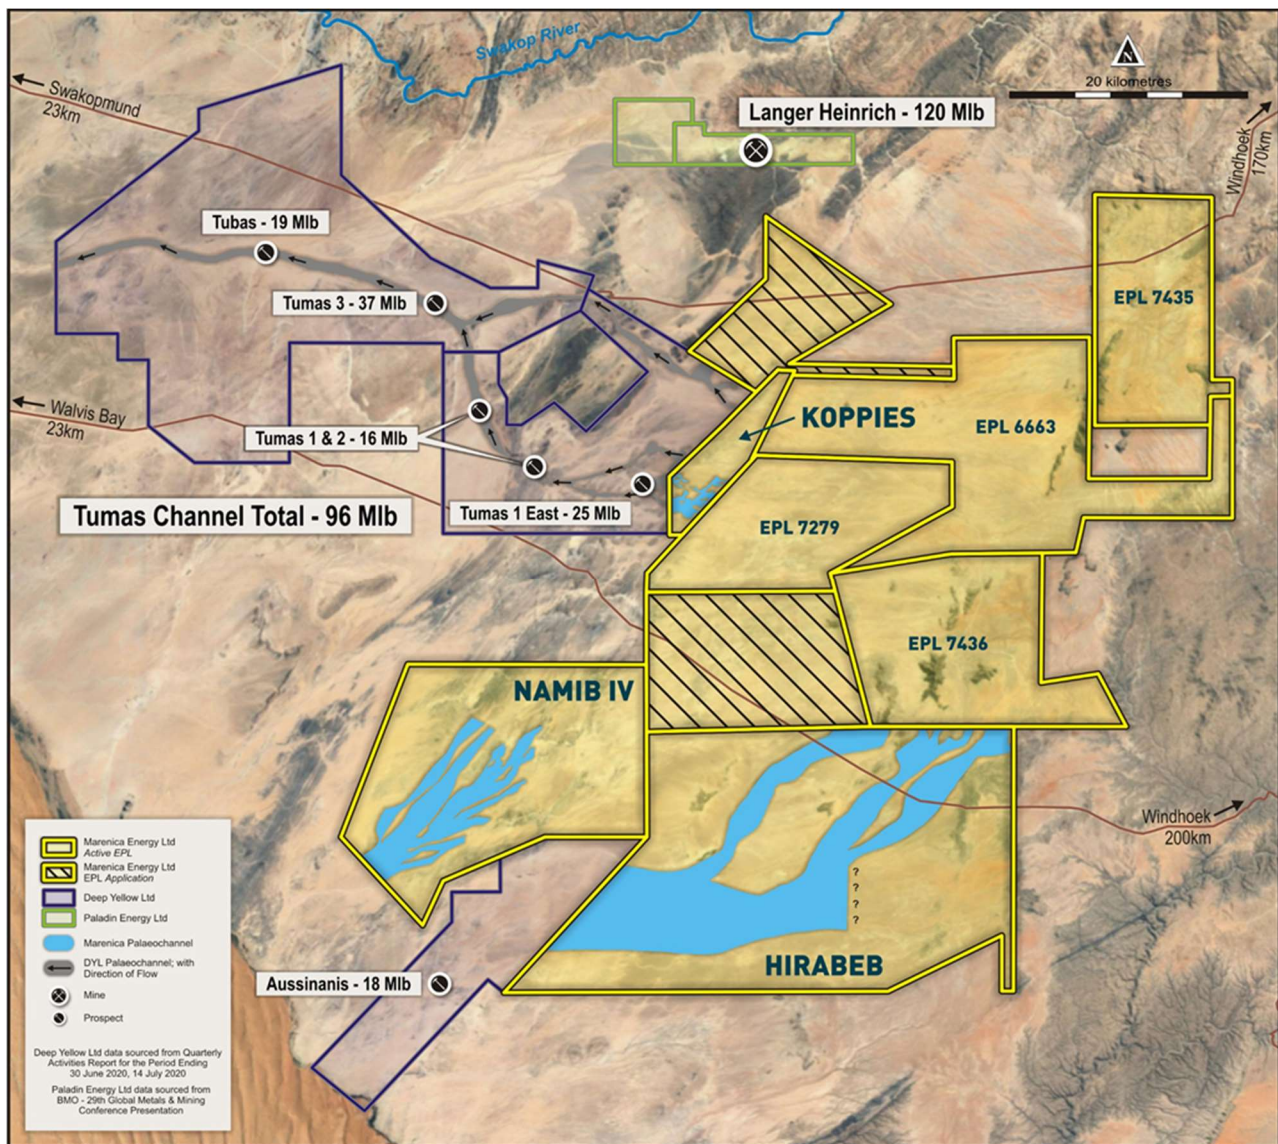 Swakop River
N
20 kilometres
Swakopmund
23km
Langer Heinrich - 120 Mlb
Windhoek
170km
Tubas - 19 Mlb
Tumas 3 - 37 Mlb
EPL 7435
Walvis Bay
23km
Tumas 1 & 2 - 16 Mlb
KOPPIES
EPL 6663
Tumas Channel Total - 96 Mlb
Tumas 1 East - 25 Mlb
EPL 7279
EPL 7436
NAMIB IV
Windhoek
200km
?
?
?
?
HIRABEB
Aussinanis - 18 Mlb
Marenica Energy Ltd
Active EPL
Marenica Energy Ltd
EPL Application
Deep Yellow Ltd
Paladin Energy Ltd
Marenica Palaeochannel
DYL Palaeochannel; with
Direction of Flow
Mine
Prospect
Deep Yellow Ltd data sourced from Quarterly
Activities Report for the Period Ending
30 June 2020, 14 July 2020
Paladin Energy Ltd data sourced from
BMO - 29th Global Metals & Mining
Conference Presentation